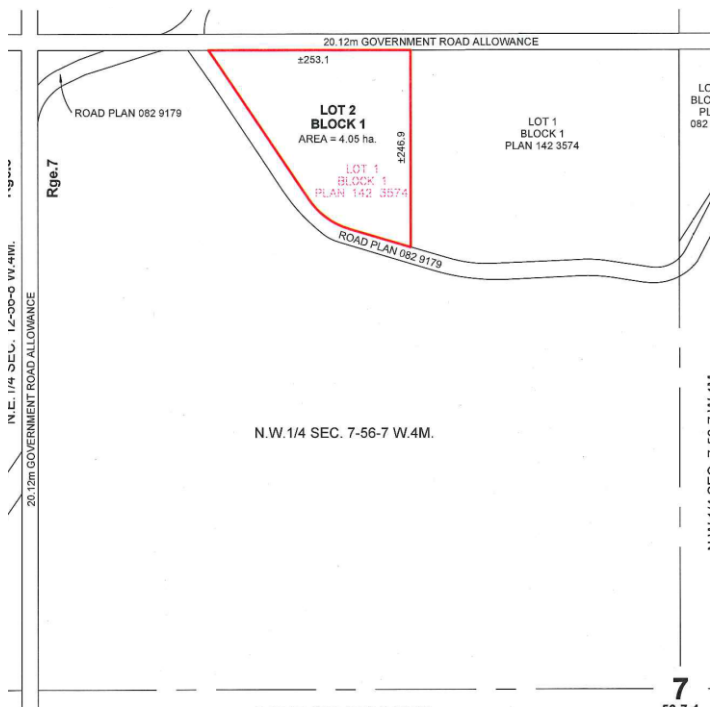 20.12m GOVERNMENT ROAD ALLOWANCE
±253.1
ROAD PLAN 082 9179
LOT 2
BLOCK 1
AREA = 4.05 ha.
±246.9
LOT 1
BLOCK 1
PLAN 142 3574
LOT 1
BLOCK 1
PLAN 142 3574
082
Rge.7
ROAD PLAN 082 9179
20.12m GOVERNMENT ROAD ALLOWANCE
N.W.1/4 SEC. 7-56-7 W.4M.
7